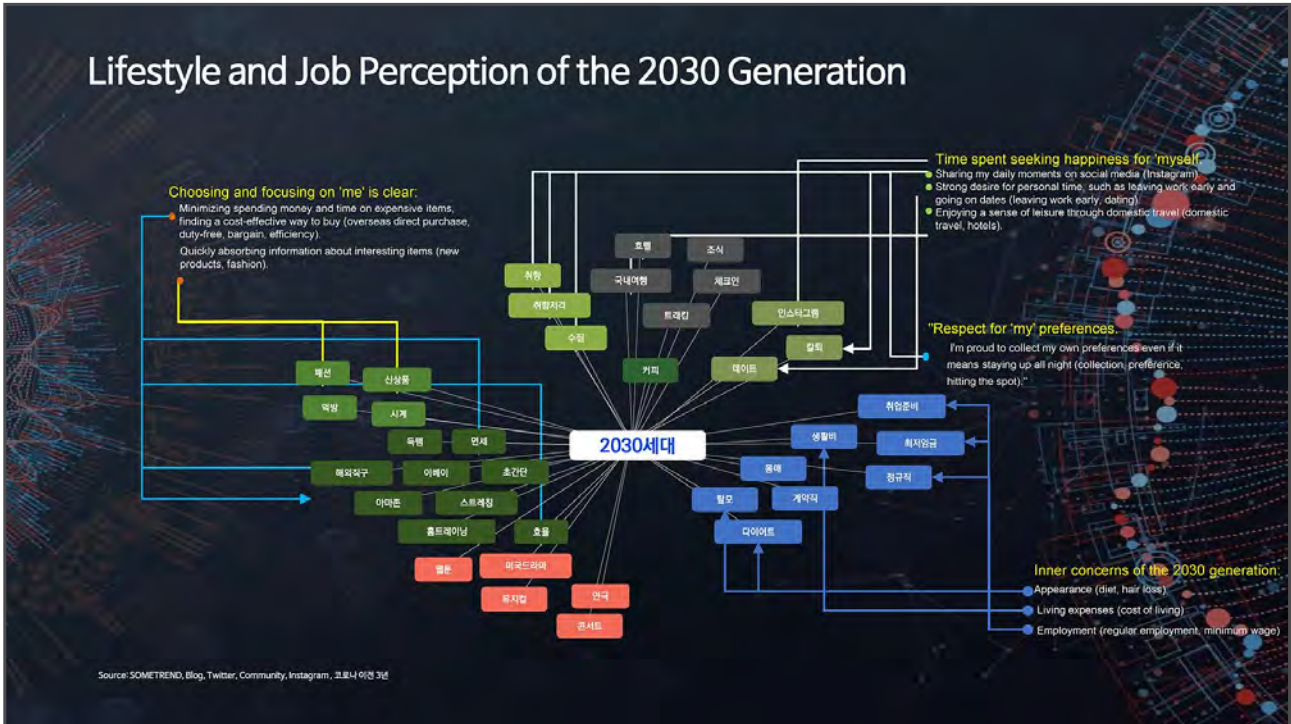 Lifestyle and Job Perception of the 2030 Generation
Choosing and focusing on 'me' is clear:
Minimizing spending money and time on expensive items,
finding a cost-effective way to buy (overseas direct purchase,
duty-free, bargain, efficiency).
Quickly absorbing information about interesting items (new
products, fashion).
Time spent seeking happiness for 'myself.
Sharing my daily moments on social media (Instagram)
Strong desire for personal time, such as leaving work early and
going on dates (leaving work early, dating).
Enjoying a sense of leisure through domestic travel (domestic
travel, hotels).
"Respect for 'my' preferences.
I'm proud to collect my own preferences even if it
means staying up all night (collection, preference,
hitting the spot)."
호텔
조식
취향
국내여행
체크인
취향저격
트래킹
인스타그램
수집
칼퇴
커피
데이트
패션
신상품
먹방
시계
득템
면세
해외직구
이베이
초간단
아마존
스트레칭
홈트레이닝
효율
웹툰
미국드라마
뮤지컬
연극
콘서트
2030세대
취업준비
생활비
최저임금
몸매
정규직
탈모
계약직
다이어트
Inner concerns of the 2030 generation:
Appearance (diet, hair loss)
Living expenses (cost of living)
Employment (regular employment, minimum wage)
Source: SOMETREND, Blog, Twitter, Community, Instagram , 코로나 이전 3년